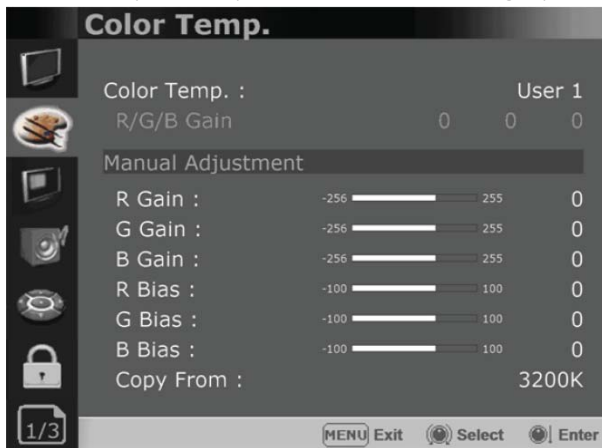 Color Temp.
Color Temp. : User 1
R/G/B Gain 0 0 0
Manual Adjustment
R Gain : -256 255 0
G Gain : -256 255 0
B Gain : -256 255 0
R Bias : -100 100 0
G Bias : -100 100 0
B Bias : -100 100 0
Copy From : 3200K
1/3 MENU Exit Select Enter